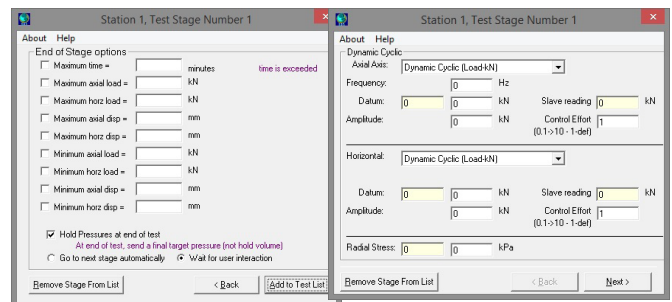 Station 1, Test Stage Number 1
About Help
End of Stage options
Maximum time = minutes time is exceeded
Maximum axial load = kN
Maximum horz load = kN
Maximum axial disp = mm
Maximum horz disp = mm
Minimum axial load = kN
Minimum horz load = kN
Minimum axial disp = mm
Minimum horz disp = mm
Hold Pressures at end of test
At end of test, send a final target pressure (not hold volume)
Go to next stage automatically Wait for user interaction
Remove Stage From List < Back Add to Test List
Station 1, Test Stage Number 1
About Help
Dynamic Cyclic
Axial Axis: Dynamic Cyclic (Load-kN)
Frequency: 0 Hz
Datum: 0 0 kN Slave reading 0 kN
Amplitude: 0 kN Control Effort 1
(0.1->10 - 1-def)
Horizontal: Dynamic Cyclic (Load-kN)
Datum: 0 0 kN Slave reading 0 kN
Amplitude: 0 kN Control Effort 1
(0.1->10 - 1-def)
Radial Stress: 0 0 kPa
Remove Stage From List < Back Next >